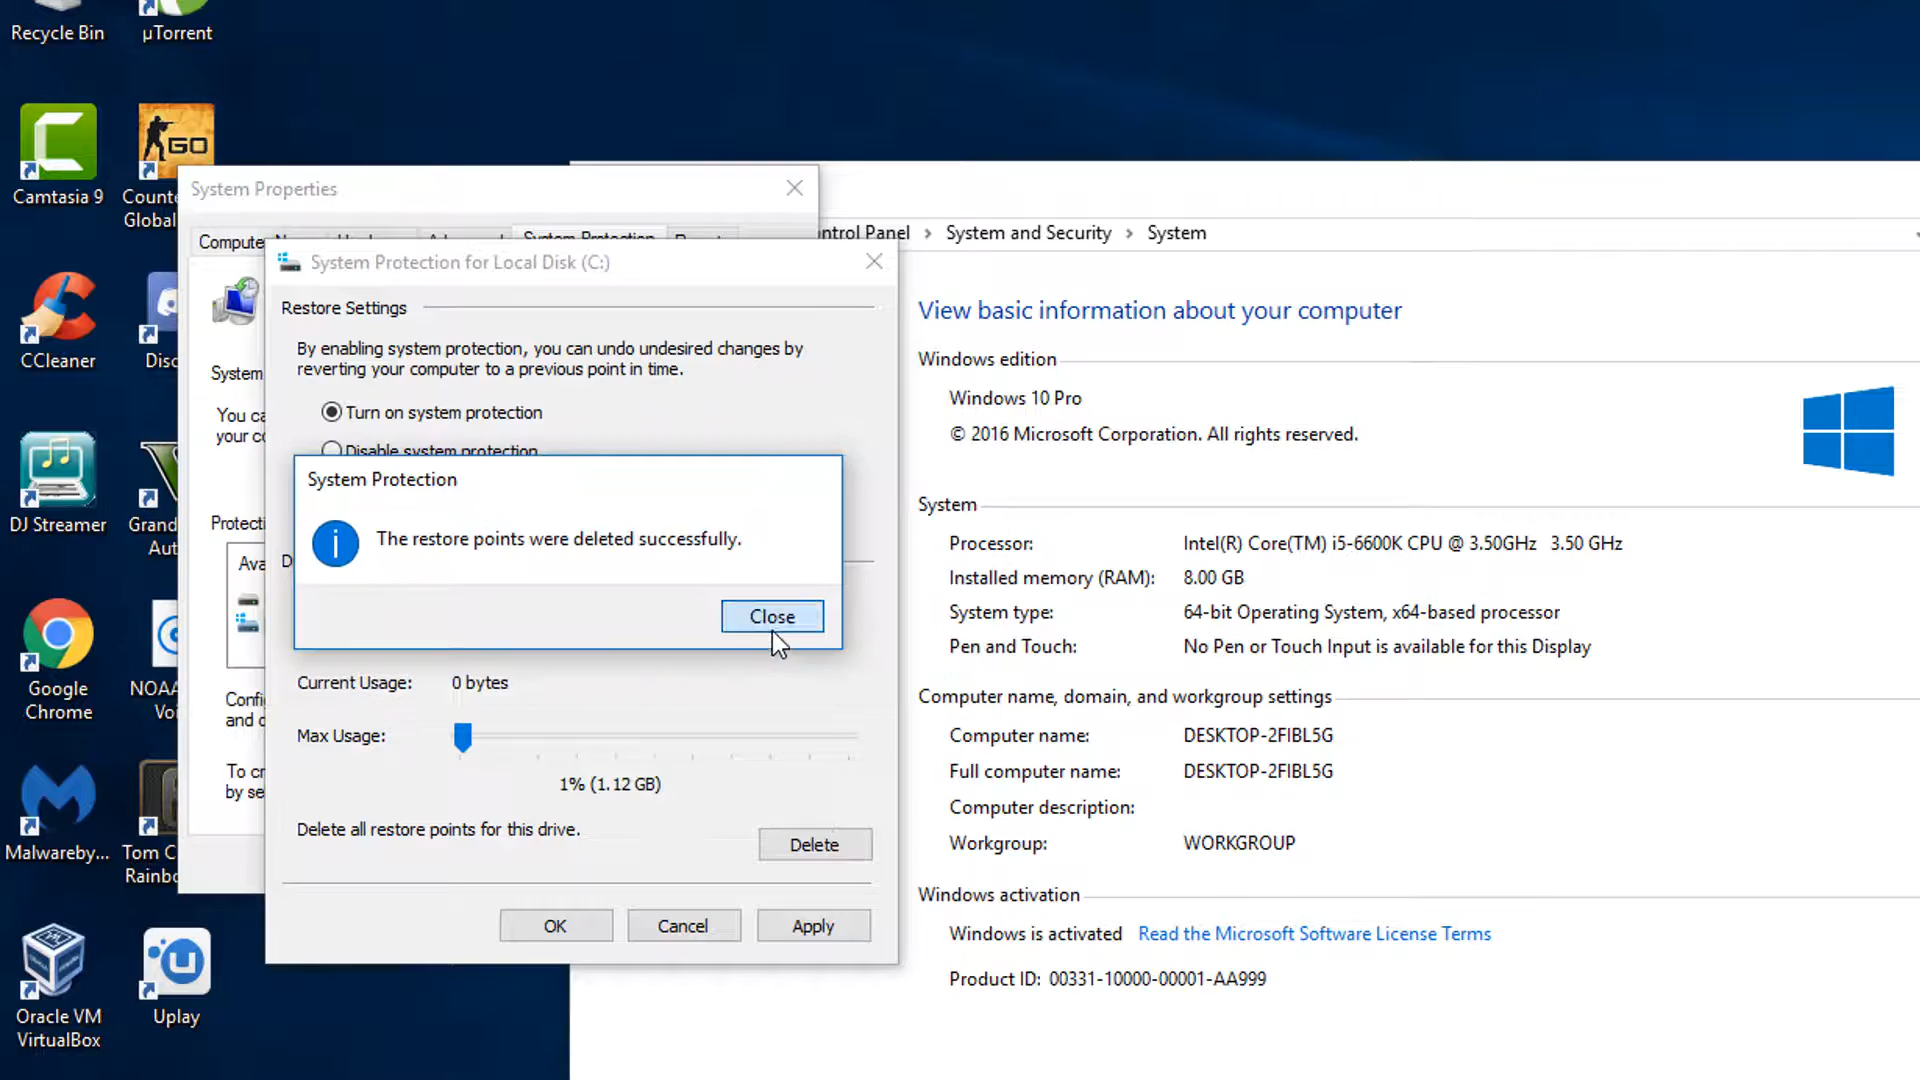 Recycle Bin
µTorrent
Camtasia 9
Counte
Global
GO
CCleaner
Disc
DJ Streamer
Grand
Aut
Google
Chrome
NOAA
Voi
Malwareby...
Tom C
Rainbo
Oracle VM
VirtualBox
Uplay
System Properties
Compute
System Protection
System
You ca
your co
Protecti
Ava
Confi
and d
To cr
by se
System Protection for Local Disk (C:)
Restore Settings
By enabling system protection, you can undo undesired changes by
reverting your computer to a previous point in time.
Turn on system protection
Disable system protection
D
System Protection
The restore points were deleted successfully.
Close
Current Usage: 0 bytes
Max Usage:
1% (1.12 GB)
Delete all restore points for this drive.
Delete
OK Cancel Apply
ntrol Panel › System and Security › System
View basic information about your computer
Windows edition
Windows 10 Pro
© 2016 Microsoft Corporation. All rights reserved.
System
Processor: Intel(R) Core(TM) i5-6600K CPU @ 3.50GHz 3.50 GHz
Installed memory (RAM): 8.00 GB
System type: 64-bit Operating System, x64-based processor
Pen and Touch: No Pen or Touch Input is available for this Display
Computer name, domain, and workgroup settings
Computer name: DESKTOP-2FIBL5G
Full computer name: DESKTOP-2FIBL5G
Computer description:
Workgroup: WORKGROUP
Windows activation
Windows is activated Read the Microsoft Software License Terms
Product ID: 00331-10000-00001-AA999